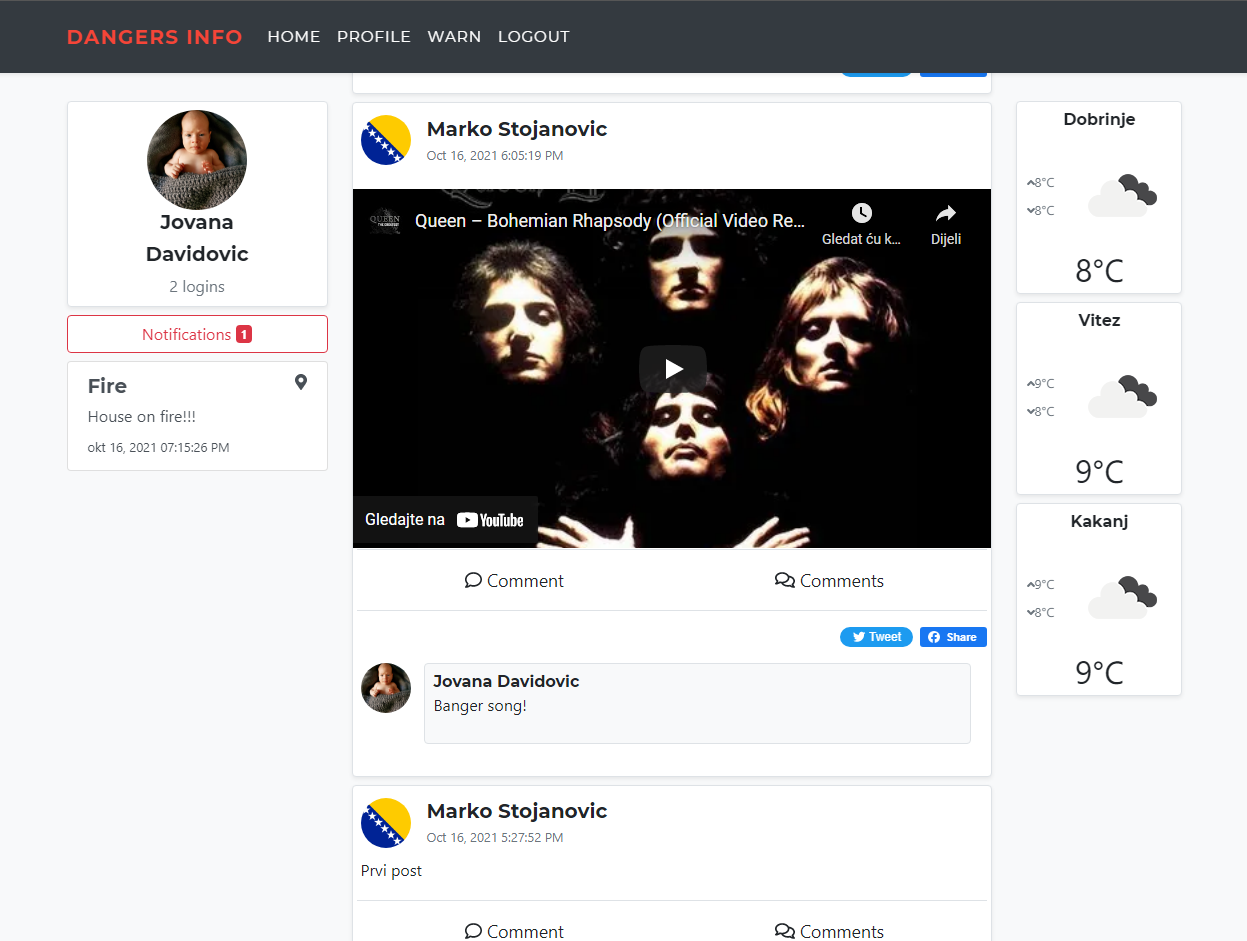 DANGERS INFO HOME PROFILE WARN LOGOUT
Jovana
Davidovic
2 logins
Notifications 1
Fire
House on fire!!!
okt 16, 2021 07:15:26 PM
Marko Stojanovic
Oct 16, 2021 6:05:19 PM
QUEEN
Queen – Bohemian Rhapsody (Official Video Re...
Gledat ću k...
Dijeli
Gledajte na YouTube
Comment Comments
Tweet Share
Jovana Davidovic
Banger song!
Marko Stojanovic
Oct 16, 2021 5:27:52 PM
Prvi post
Comment Comments
Dobrinje
8°C
8°C
8°C
Vitez
9°C
8°C
9°C
Kakanj
9°C
8°C
9°C